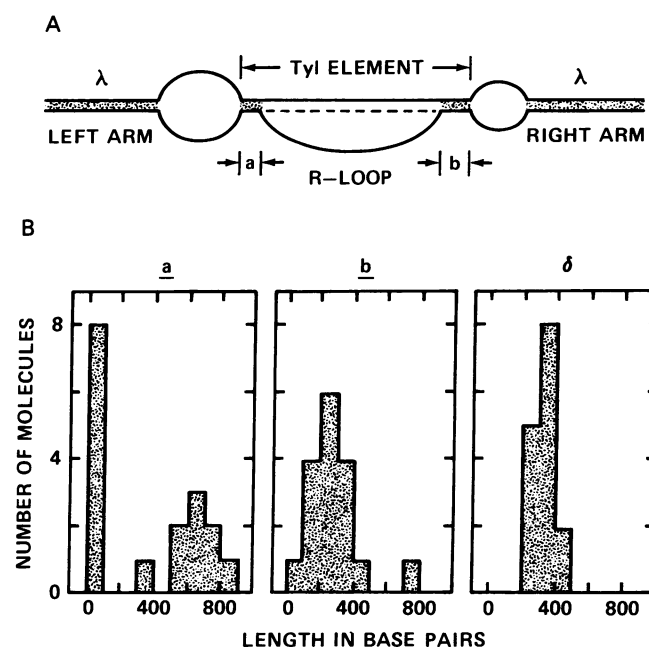 A
Tyl ELEMENT
λ λ
LEFT ARM RIGHT ARM
a b
R-LOOP
B
a b δ
NUMBER OF MOLECULES
8
4
0
0 400 800 0 400 800 0 400 800
LENGTH IN BASE PAIRS